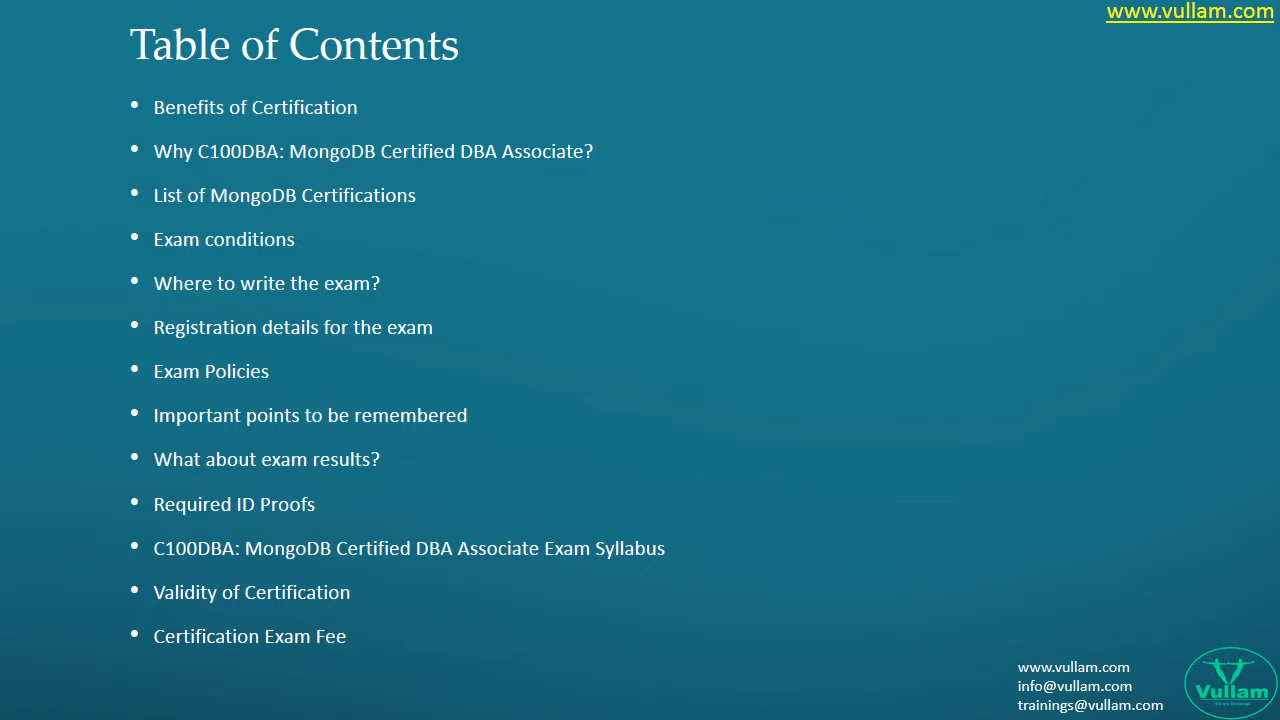 www.vullam.com
Table of Contents
• Benefits of Certification
• Why C100DBA: MongoDB Certified DBA Associate?
• List of MongoDB Certifications
• Exam conditions
• Where to write the exam?
• Registration details for the exam
• Exam Policies
• Important points to be remembered
• What about exam results?
• Required ID Proofs
• C100DBA: MongoDB Certified DBA Associate Exam Syllabus
• Validity of Certification
• Certification Exam Fee
www.vullam.com
info@vullam.com
trainings@vullam.com
Vullam
We are Universal